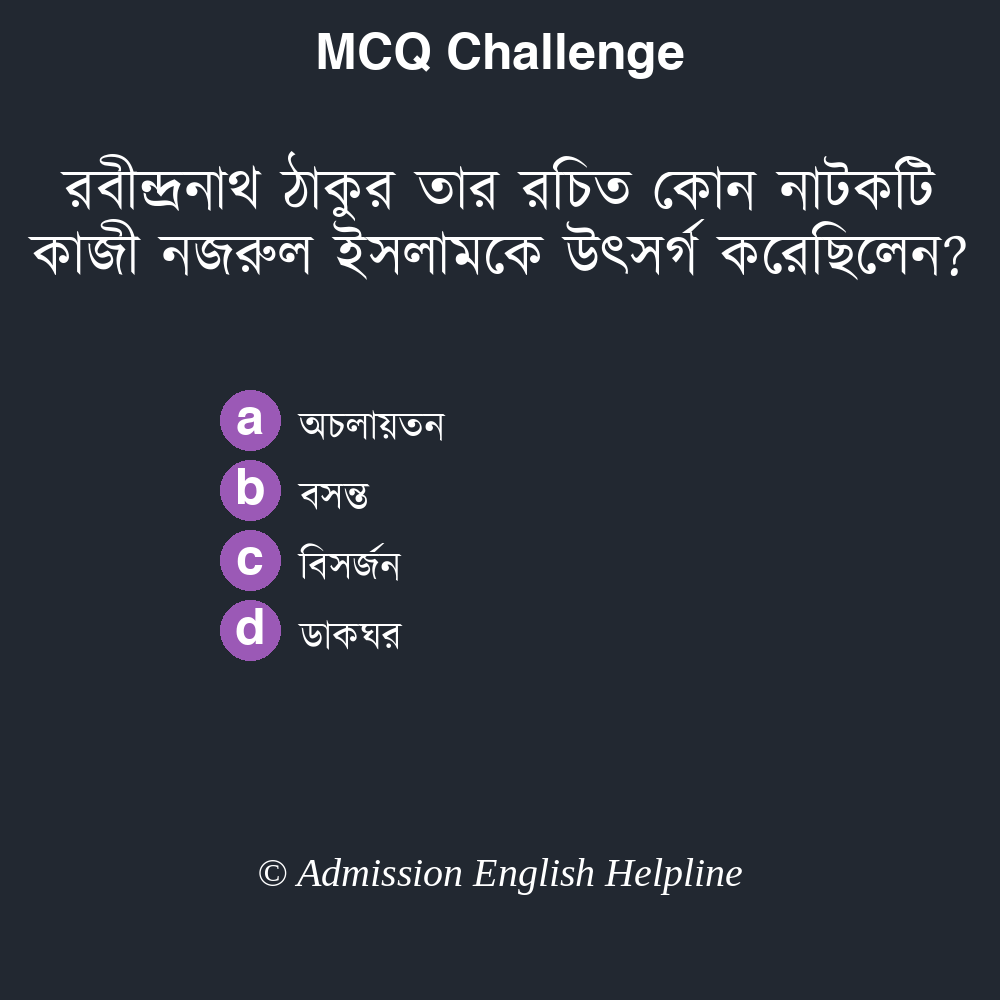 MCQ Challenge
রবীন্দ্রনাথ ঠাকুর তার রচিত কোন নাটকটি
কাজী নজরুল ইসলামকে উৎসর্গ করেছিলেন?
a অচলায়তন
b বসন্ত
c বিসর্জন
d ডাকঘর
© Admission English Helpline